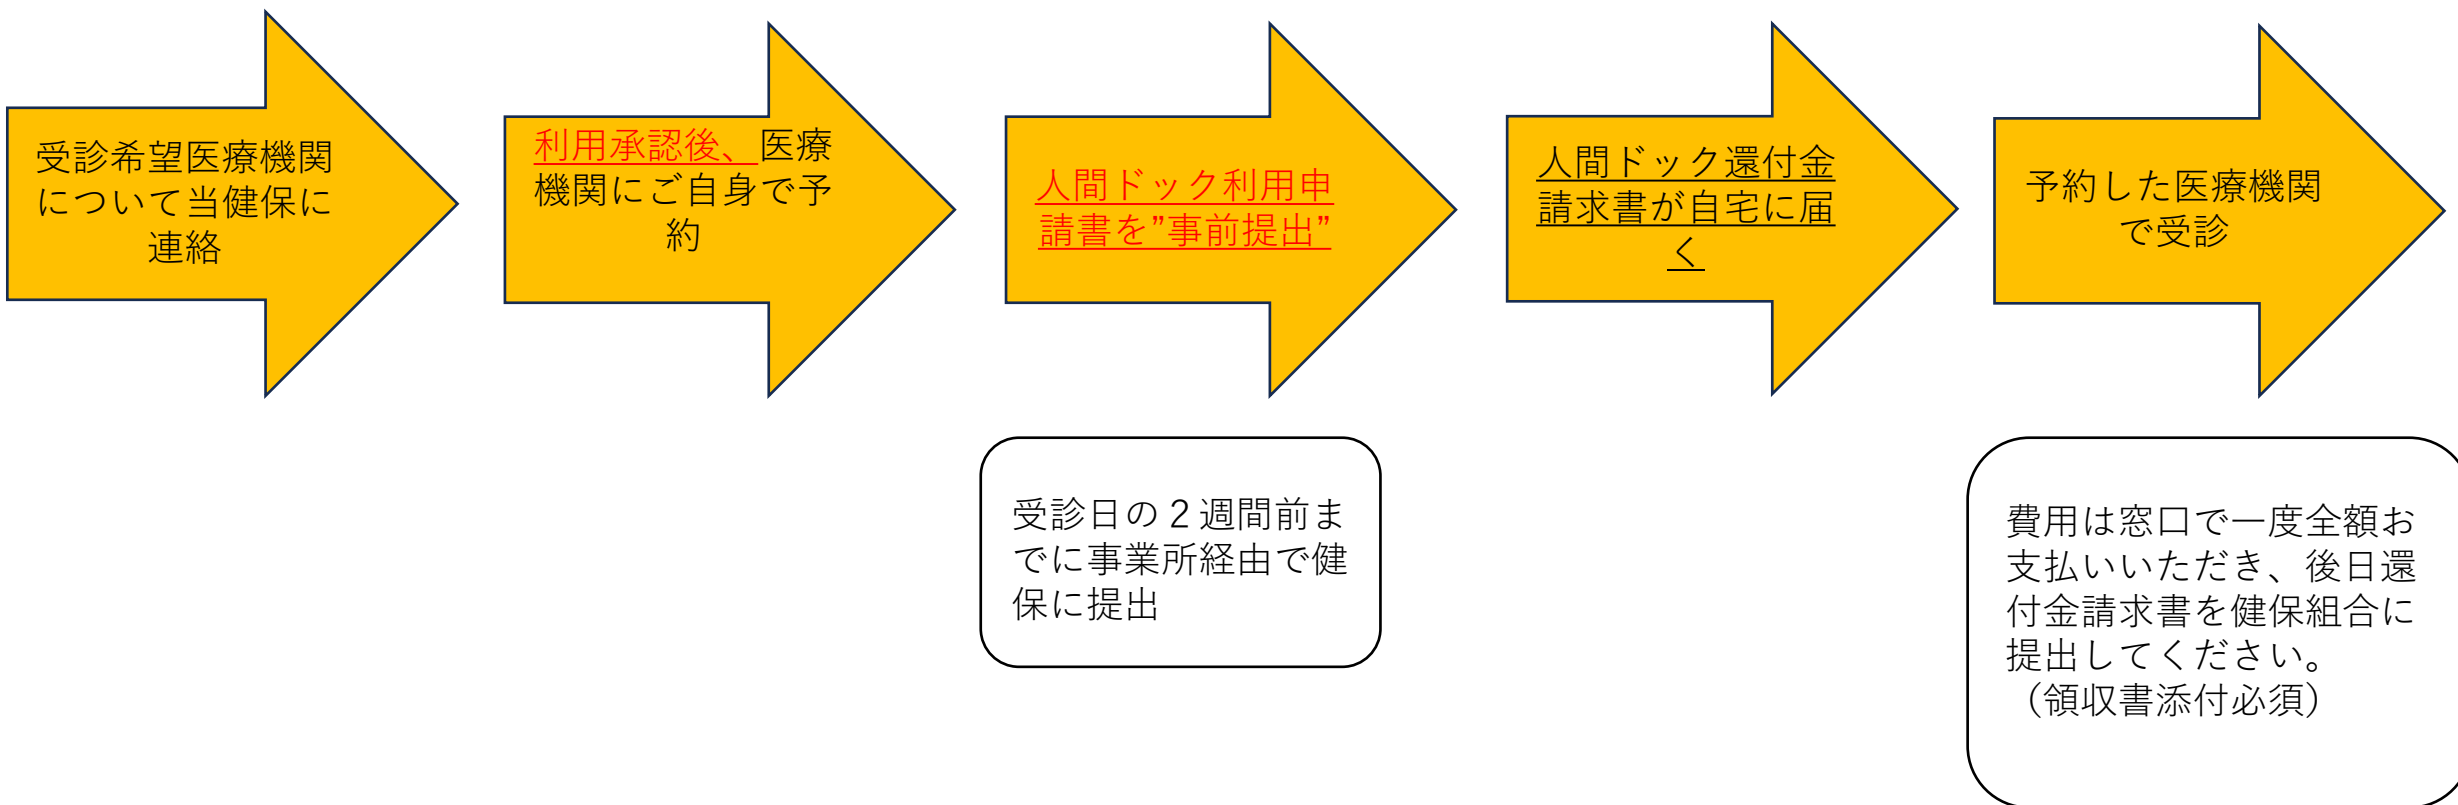 受診希望医療機関
について当健保に
連絡
利用承認後、医療
機関にご自身で予
約
人間ドック利用申
請書を”事前提出”
人間ドック還付金
請求書が自宅に届
く
予約した医療機関
で受診
受診日の２週間前ま
でに事業所経由で健
保に提出
費用は窓口で一度全額お
支払いいただき、後日還
付金請求書を健保組合に
提出してください。
（領収書添付必須）